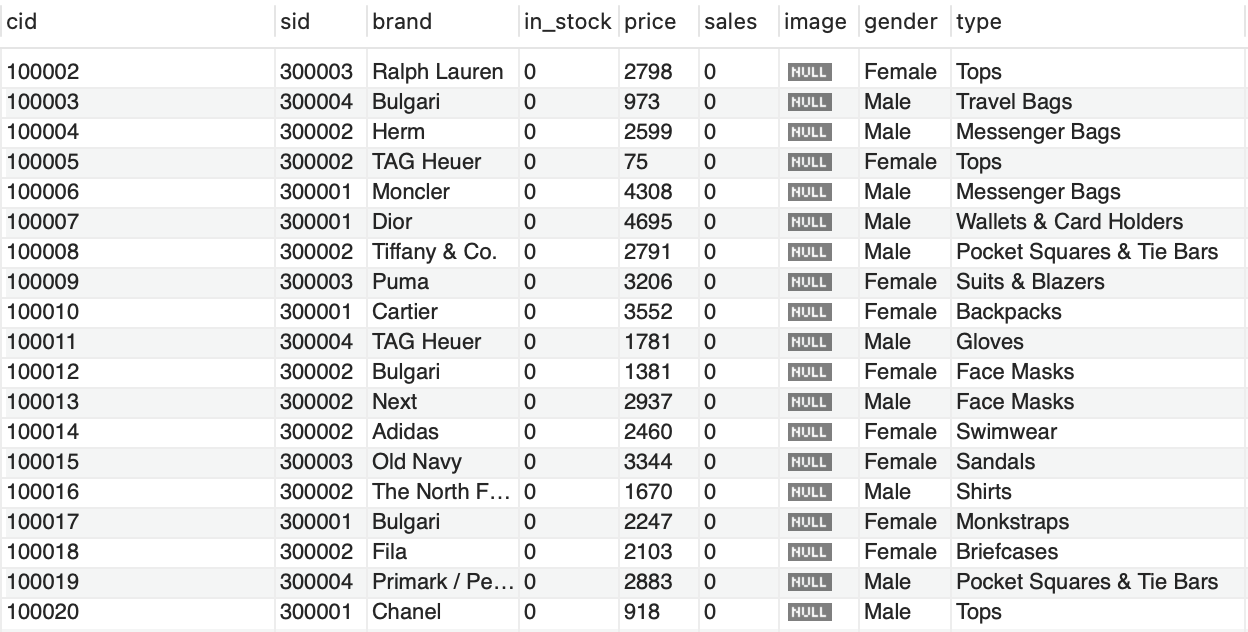 cid sid brand in_stock price sales image gender type
100002 300003 Ralph Lauren 0 2798 0 NULL Female Tops
100003 300004 Bulgari 0 973 0 NULL Male Travel Bags
100004 300002 Herm 0 2599 0 NULL Male Messenger Bags
100005 300002 TAG Heuer 0 75 0 NULL Female Tops
100006 300001 Moncler 0 4308 0 NULL Male Messenger Bags
100007 300001 Dior 0 4695 0 NULL Male Wallets & Card Holders
100008 300002 Tiffany & Co. 0 2791 0 NULL Male Pocket Squares & Tie Bars
100009 300003 Puma 0 3206 0 NULL Female Suits & Blazers
100010 300001 Cartier 0 3552 0 NULL Female Backpacks
100011 300004 TAG Heuer 0 1781 0 NULL Male Gloves
100012 300002 Bulgari 0 1381 0 NULL Female Face Masks
100013 300002 Next 0 2937 0 NULL Male Face Masks
100014 300002 Adidas 0 2460 0 NULL Female Swimwear
100015 300003 Old Navy 0 3344 0 NULL Female Sandals
100016 300002 The North F... 0 1670 0 NULL Male Shirts
100017 300001 Bulgari 0 2247 0 NULL Female Monkstraps
100018 300002 Fila 0 2103 0 NULL Female Briefcases
100019 300004 Primark / Pe... 0 2883 0 NULL Male Pocket Squares & Tie Bars
100020 300001 Chanel 0 918 0 NULL Male Tops